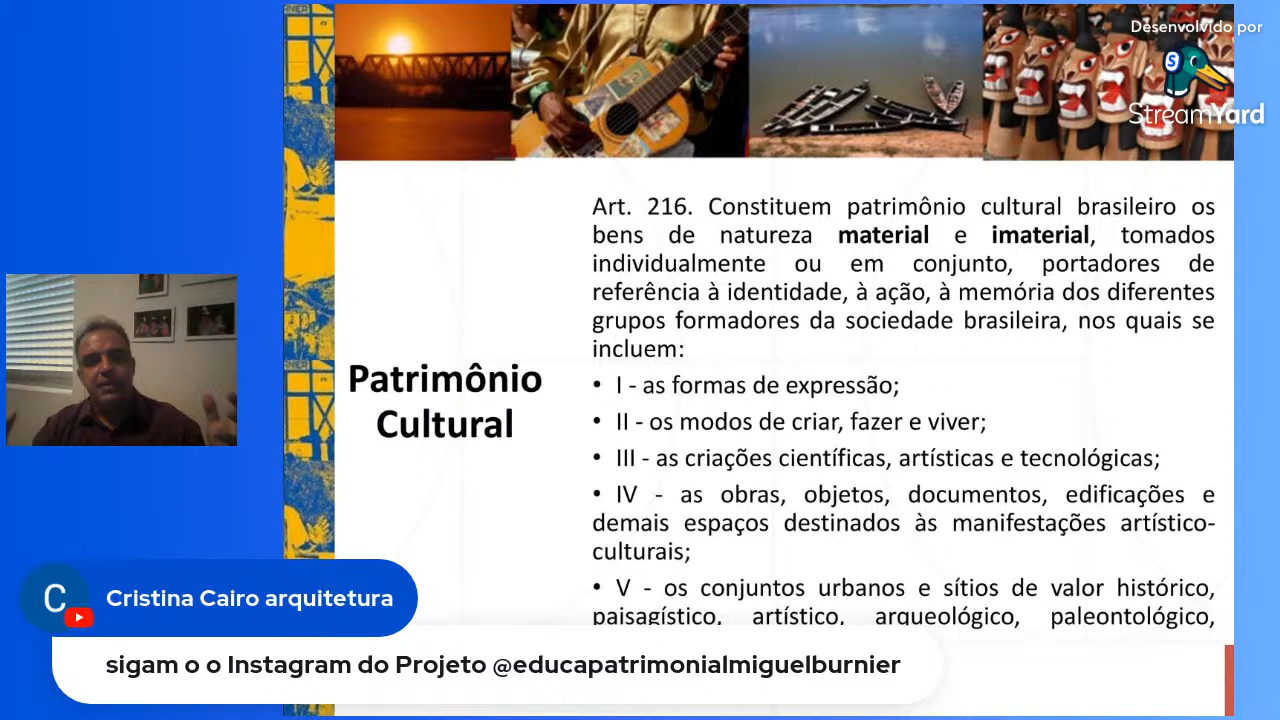 Desenvolvido por
StreamYard
Art. 216. Constituem patrimônio cultural brasileiro os
bens de natureza material e imaterial, tomados
individualmente ou em conjunto, portadores de
referência à identidade, à ação, à memória dos diferentes
grupos formadores da sociedade brasileira, nos quais se
incluem:
• I - as formas de expressão;
• II - os modos de criar, fazer e viver;
• III - as criações científicas, artísticas e tecnológicas;
• IV - as obras, objetos, documentos, edificações e
demais espaços destinados às manifestações artístico-
culturais;
• V - os conjuntos urbanos e sítios de valor histórico,
paisagístico, artístico, arqueológico, paleontológico,
Patrimônio
Cultural
C
Cristina Cairo arquitetura
sigam o o Instagram do Projeto @educapatrimonialmiguelburnier